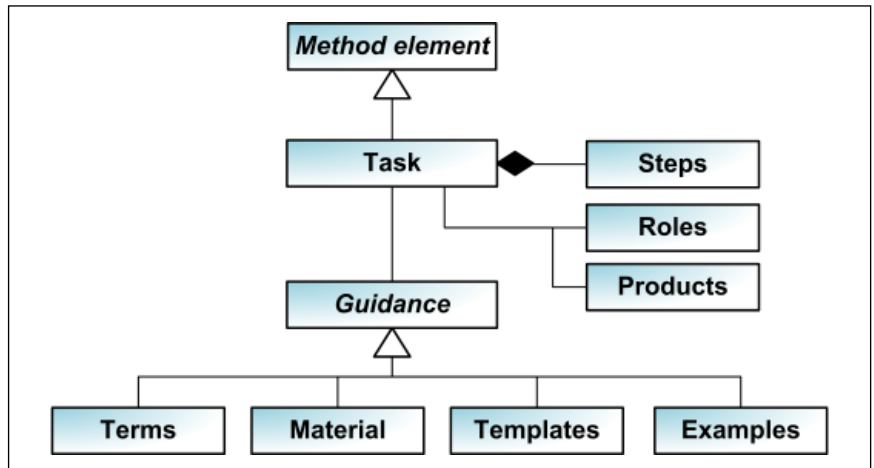 Method element
Task
Steps
Roles
Products
Guidance
Terms
Material
Templates
Examples